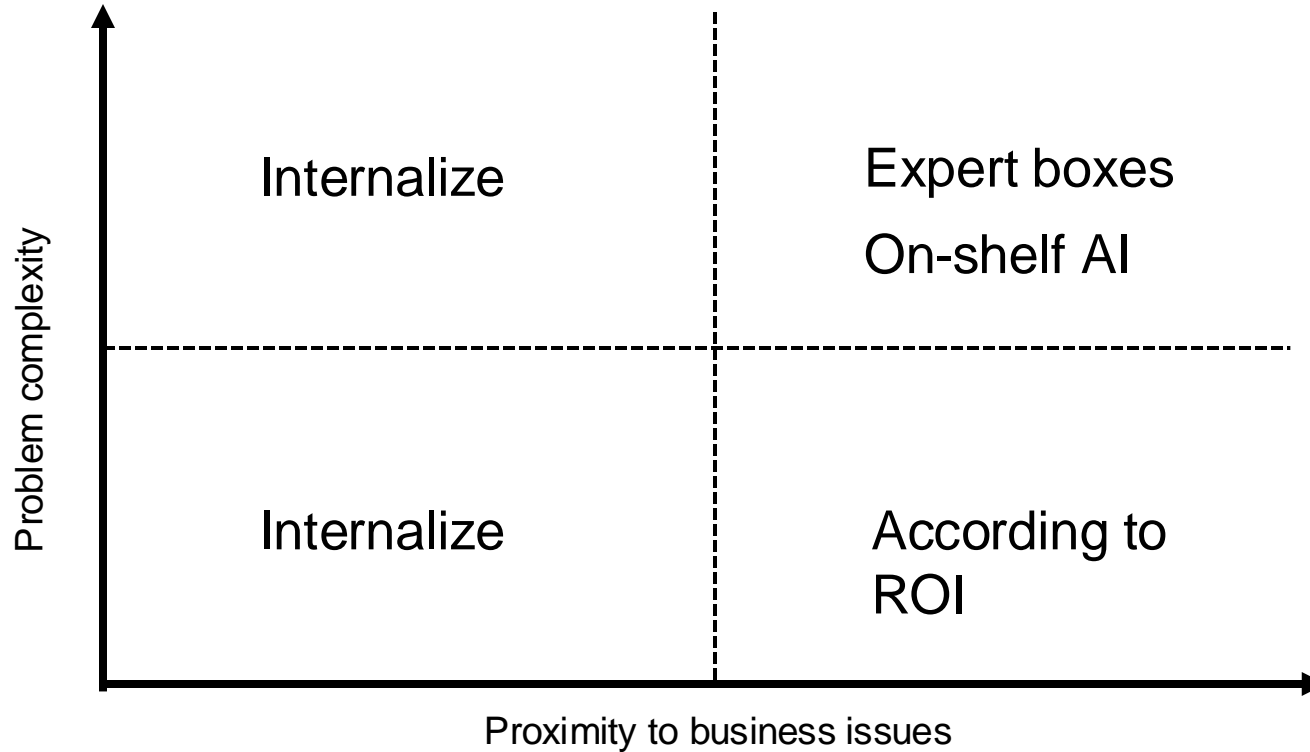 Problem complexity
Internalize
Expert boxes
On-shelf AI
Internalize
According to
ROI
Proximity to business issues